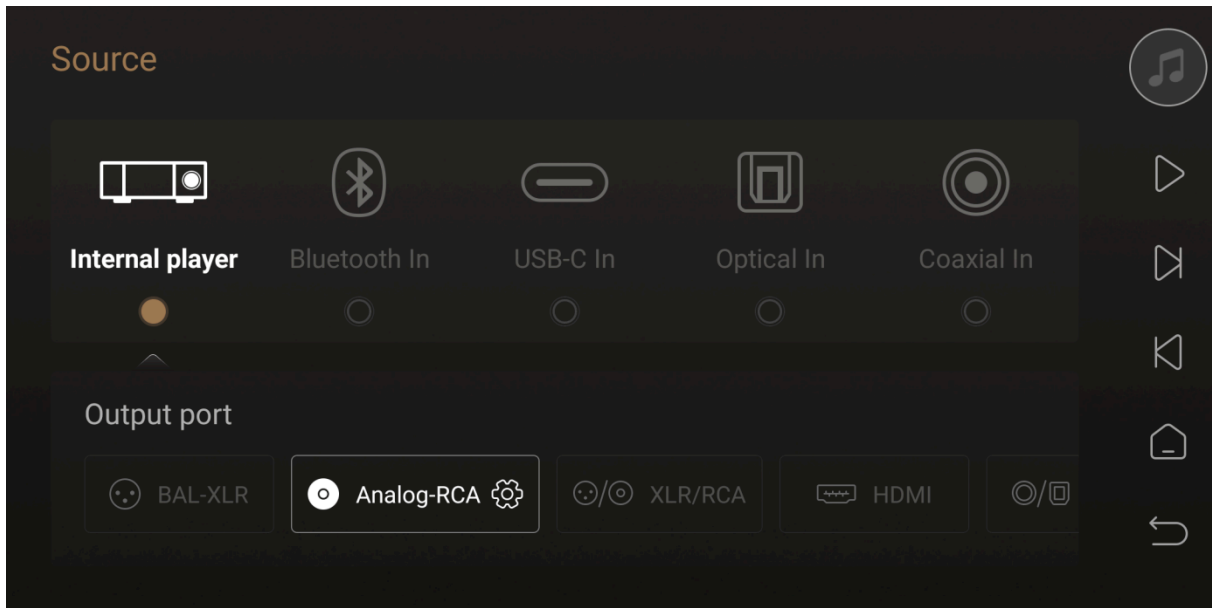 Source
Internal player
Bluetooth In
USB-C In
Optical In
Coaxial In
Output port
BAL-XLR
Analog-RCA
XLR/RCA
HDMI